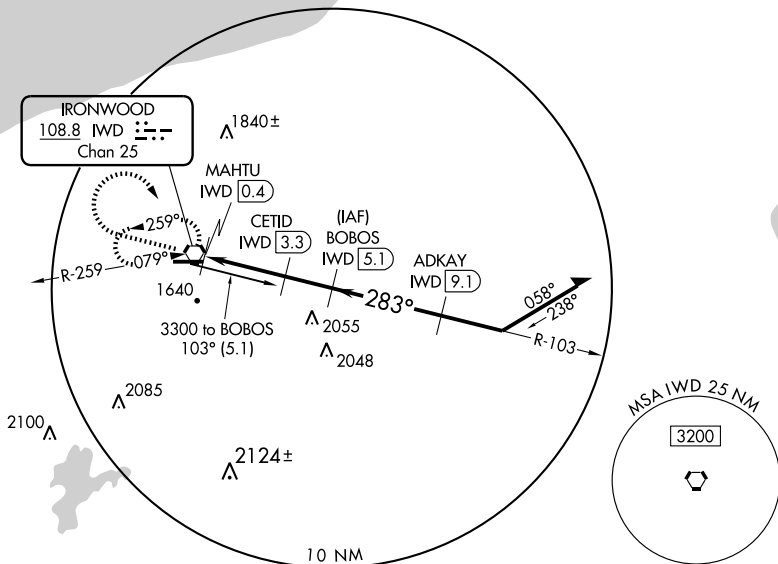 IRONWOOD
108.8 IWD
Chan 25
1840±
MAHTU
IWD 0.4
CETID
IWD 3.3
(IAF)
BOBOS
IWD 5.1
ADKAY
IWD 9.1
259°
079°
R-259
283°
058°
238°
R-103
1640
3300 to BOBOS
103° (5.1)
2055
2048
2085
2100
2124±
10 NM
MSA IWD 25 NM
3200